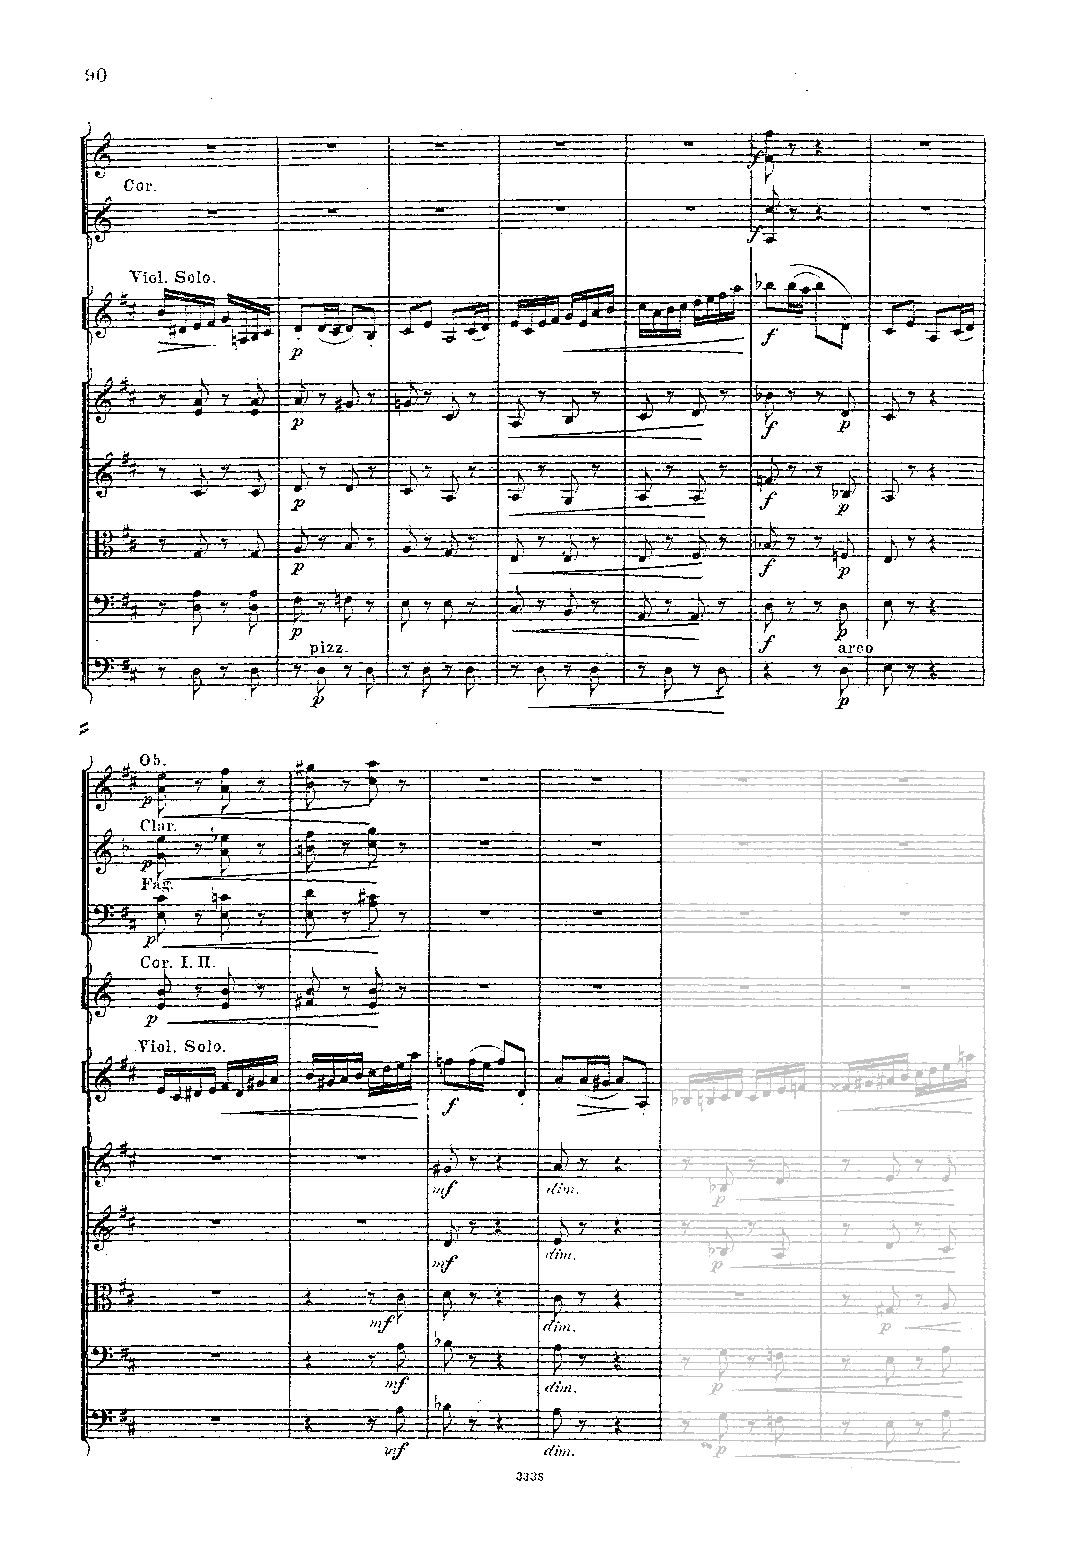 90
Cor.
f
f
Viol. Solo.
p
f
p
f
p
p
f
p
p
f
p
p
f
p
pizz.
arco
p
p
Ob.
p
Clar.
p
Fag.
p
Cor. I. II.
p
Viol. Solo.
f
mf
dim.
p
mf
dim.
p
mf
dim.
p
mf
dim.
p
mf
dim.
p
3338